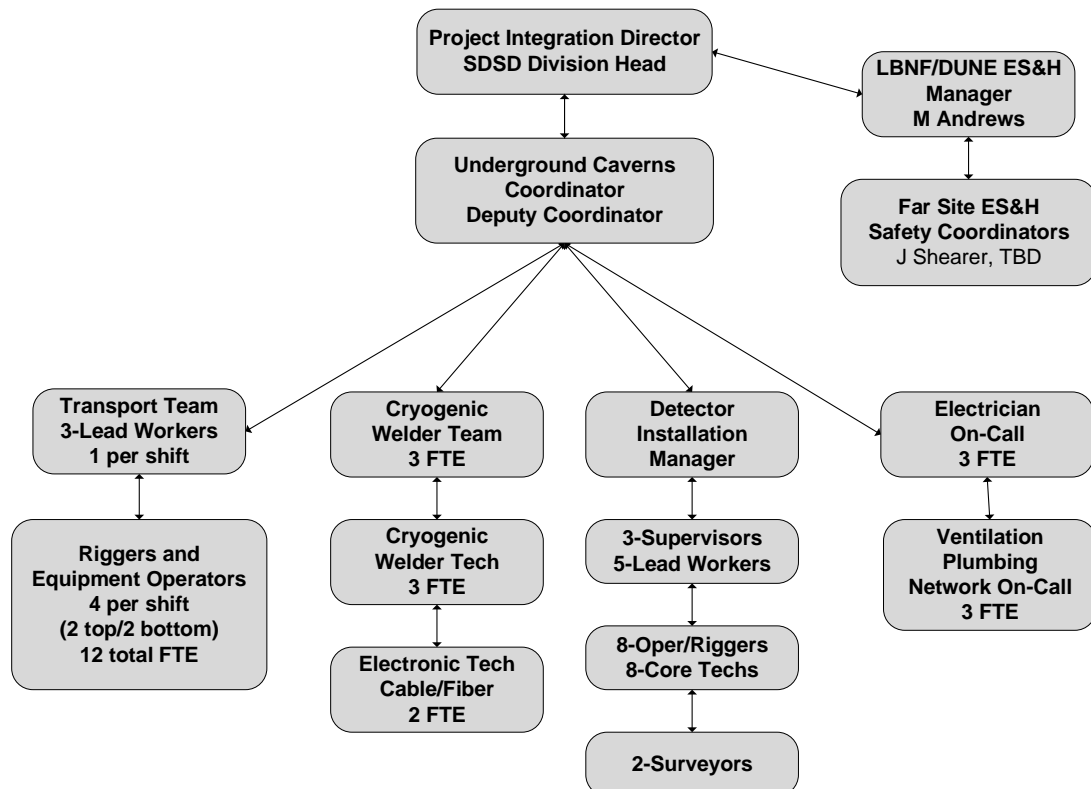 Project Integration Director
SDSD Division Head
LBNF/DUNE ES&H
Manager
M Andrews
Underground Caverns
Coordinator
Deputy Coordinator
Far Site ES&H
Safety Coordinators
J Shearer, TBD
Transport Team
3-Lead Workers
1 per shift
Cryogenic
Welder Team
3 FTE
Detector
Installation
Manager
Electrician
On-Call
3 FTE
Riggers and
Equipment Operators
4 per shift
(2 top/2 bottom)
12 total FTE
Cryogenic
Welder Tech
3 FTE
3-Supervisors
5-Lead Workers
Ventilation
Plumbing
Network On-Call
3 FTE
Electronic Tech
Cable/Fiber
2 FTE
8-Oper/Riggers
8-Core Techs
2-Surveyors